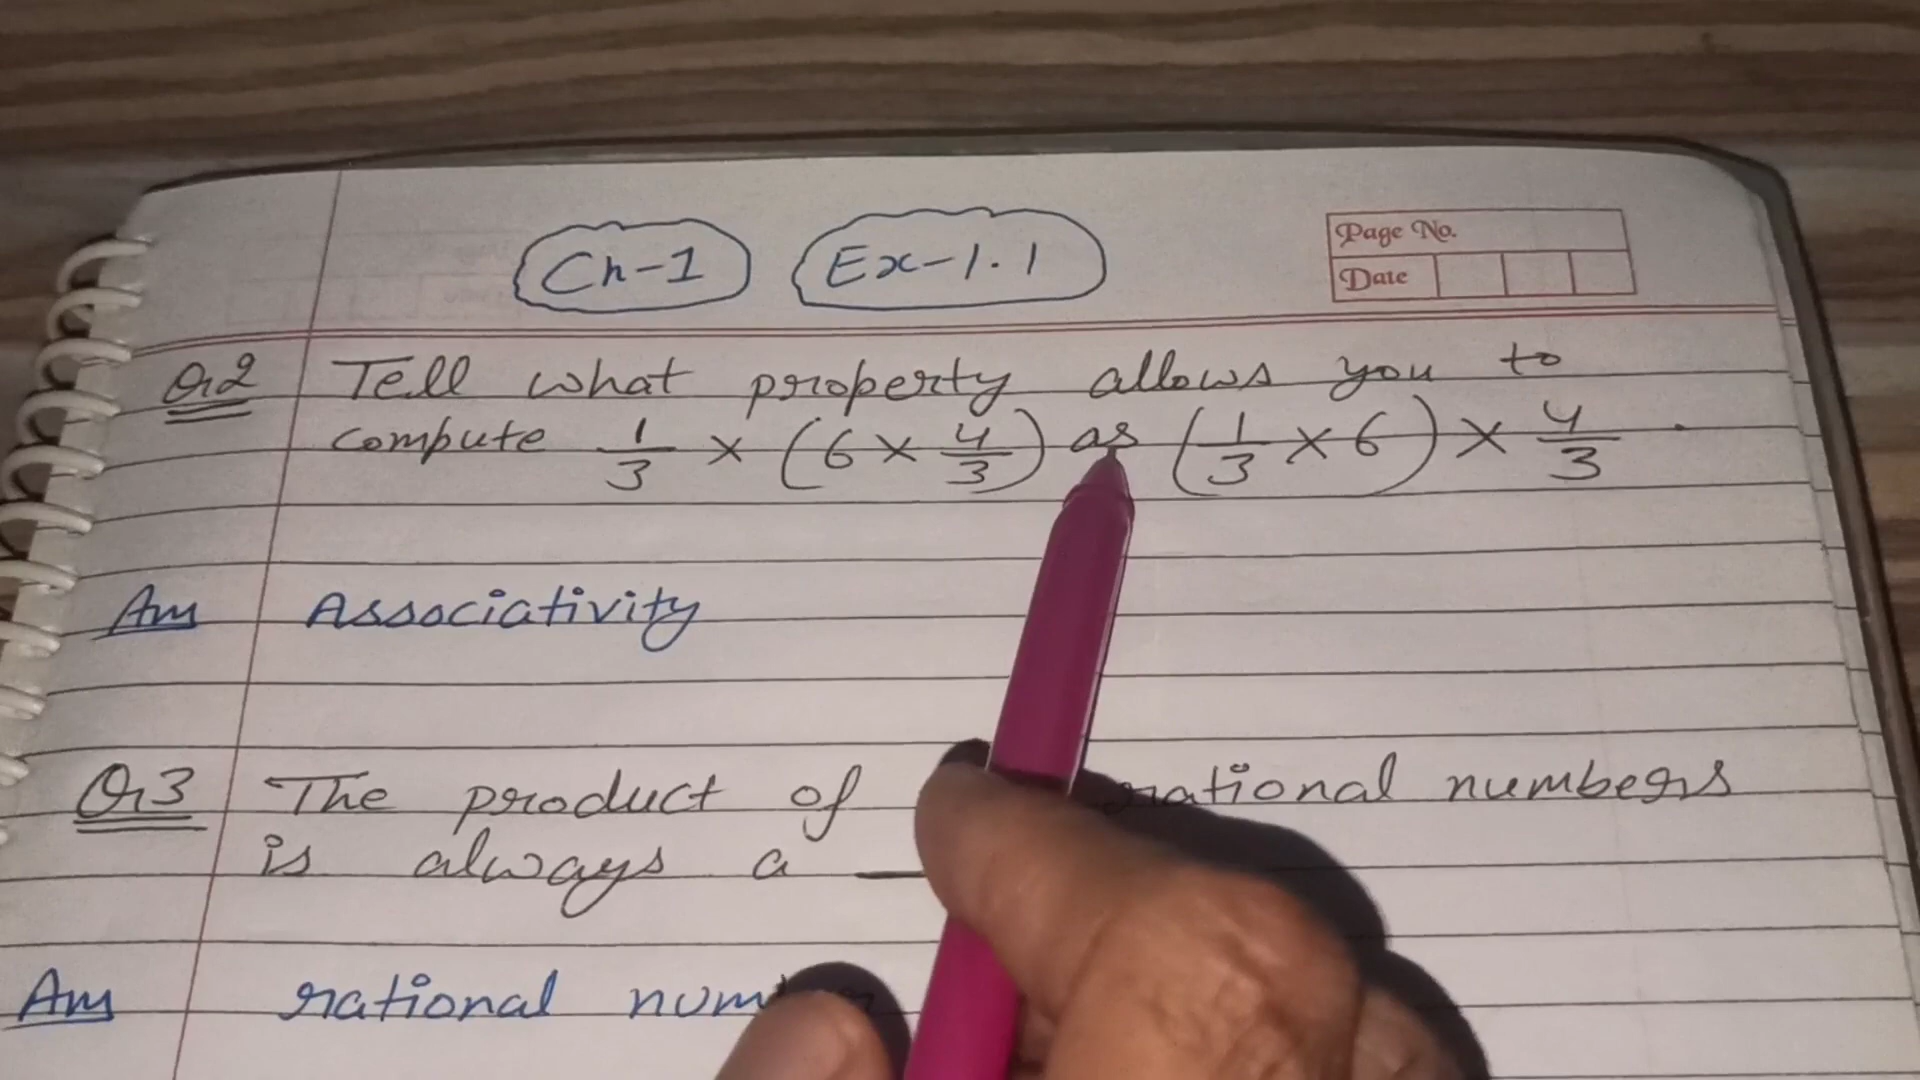 Ch-1 Ex-1.1
Page No.
Date
Q2 Tell what property allows you to
compute 1/3 × (6 × 4/3) as (1/3 × 6) × 4/3.
Ans Associativity
Q3 The product of rational numbers
is always a ___
Ans rational